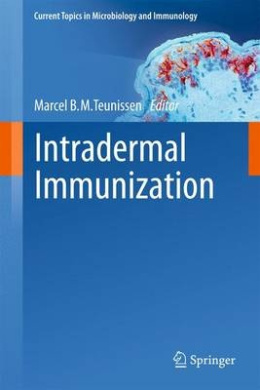 Current Topics in Microbiology and Immunology
Marcel B.M.Teunissen Editor
Intradermal
Immunization
Springer